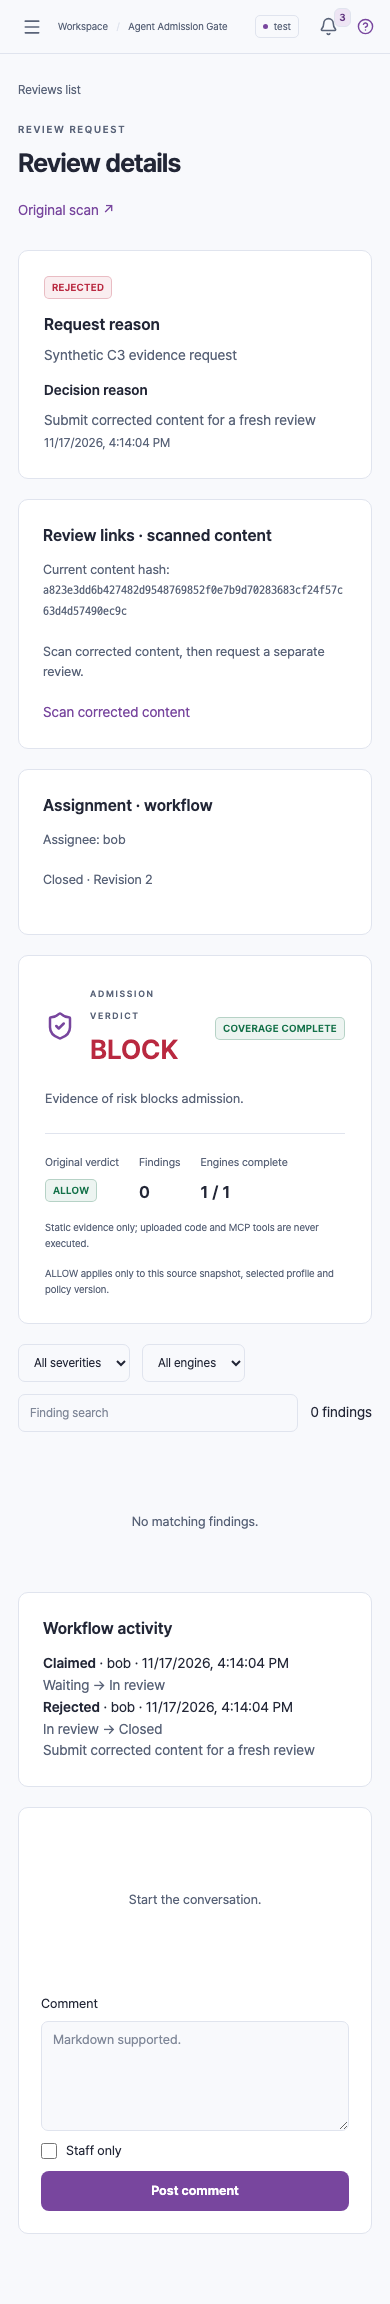 Workspace / Agent Admission Gate
test
3
Reviews list
REVIEW REQUEST
Review details
Original scan ↗
REJECTED
Request reason
Synthetic C3 evidence request
Decision reason
Submit corrected content for a fresh review
11/17/2026, 4:14:04 PM
Review links · scanned content
Current content hash:
a823e3dd6b427482d9548769852f0e7b9d70283683cf24f57c
63d4d57490ec9c
Scan corrected content, then request a separate
review.
Scan corrected content
Assignment · workflow
Assignee: bob
Closed · Revision 2
ADMISSION
VERDICT
BLOCK
COVERAGE COMPLETE
Evidence of risk blocks admission.
Original verdict
ALLOW
Findings
0
Engines complete
1 / 1
Static evidence only; uploaded code and MCP tools are never
executed.
ALLOW applies only to this source snapshot, selected profile and
policy version.
All severities
All engines
Finding search
0 findings
No matching findings.
Workflow activity
Claimed · bob · 11/17/2026, 4:14:04 PM
Waiting → In review
Rejected · bob · 11/17/2026, 4:14:04 PM
In review → Closed
Submit corrected content for a fresh review
Start the conversation.
Comment
Markdown supported.
Staff only
Post comment